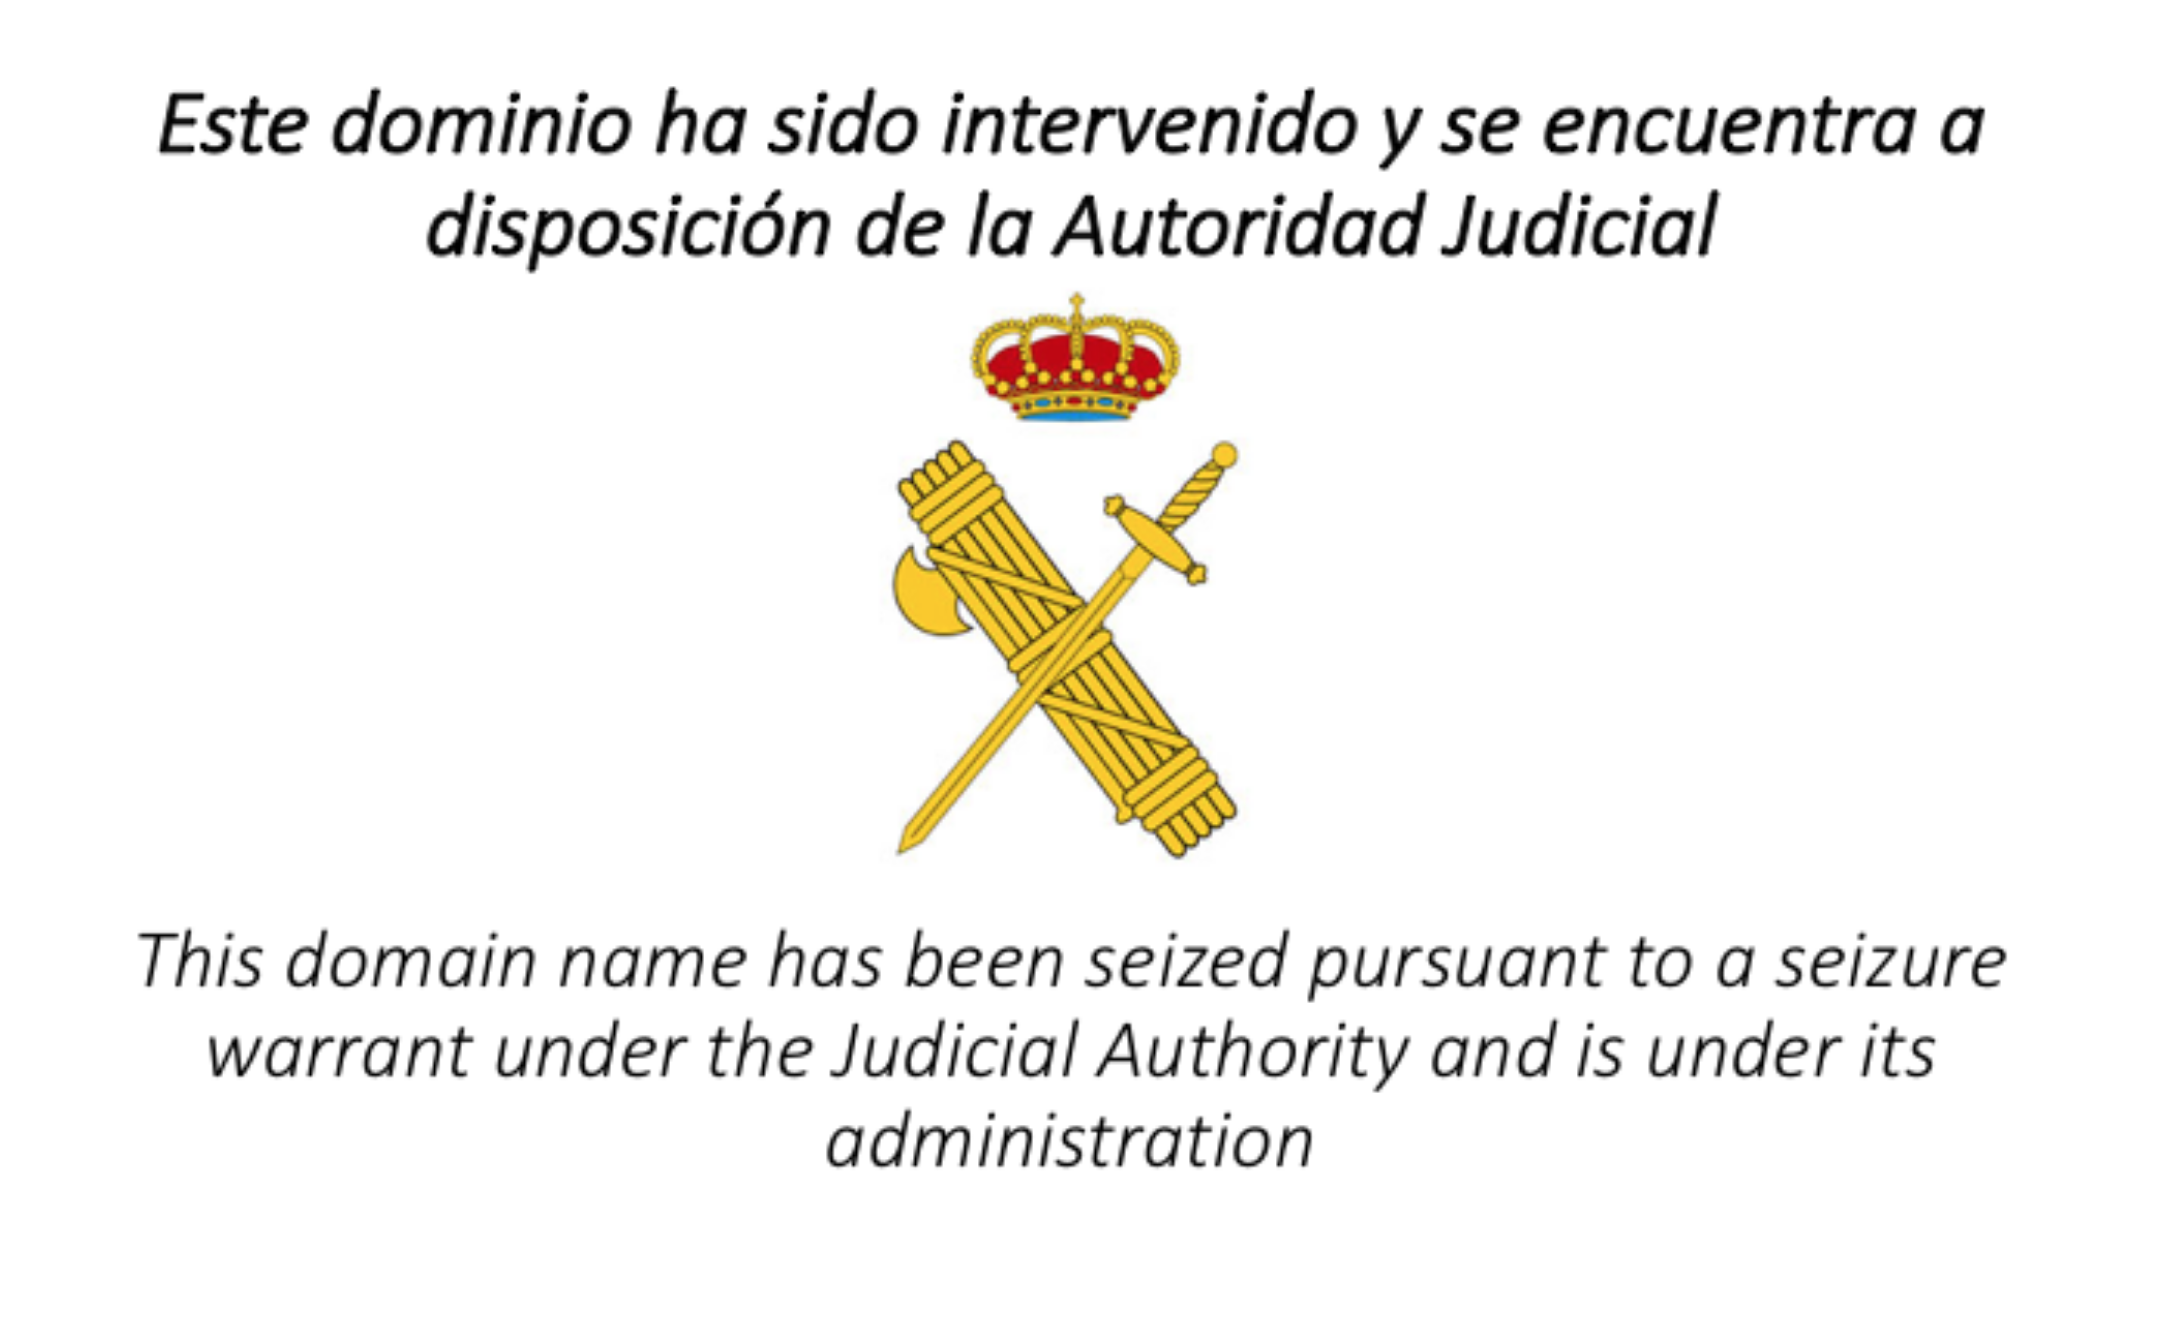 Este dominio ha sido intervenido y se encuentra a
disposición de la Autoridad Judicial
This domain name has been seized pursuant to a seizure
warrant under the Judicial Authority and is under its
administration